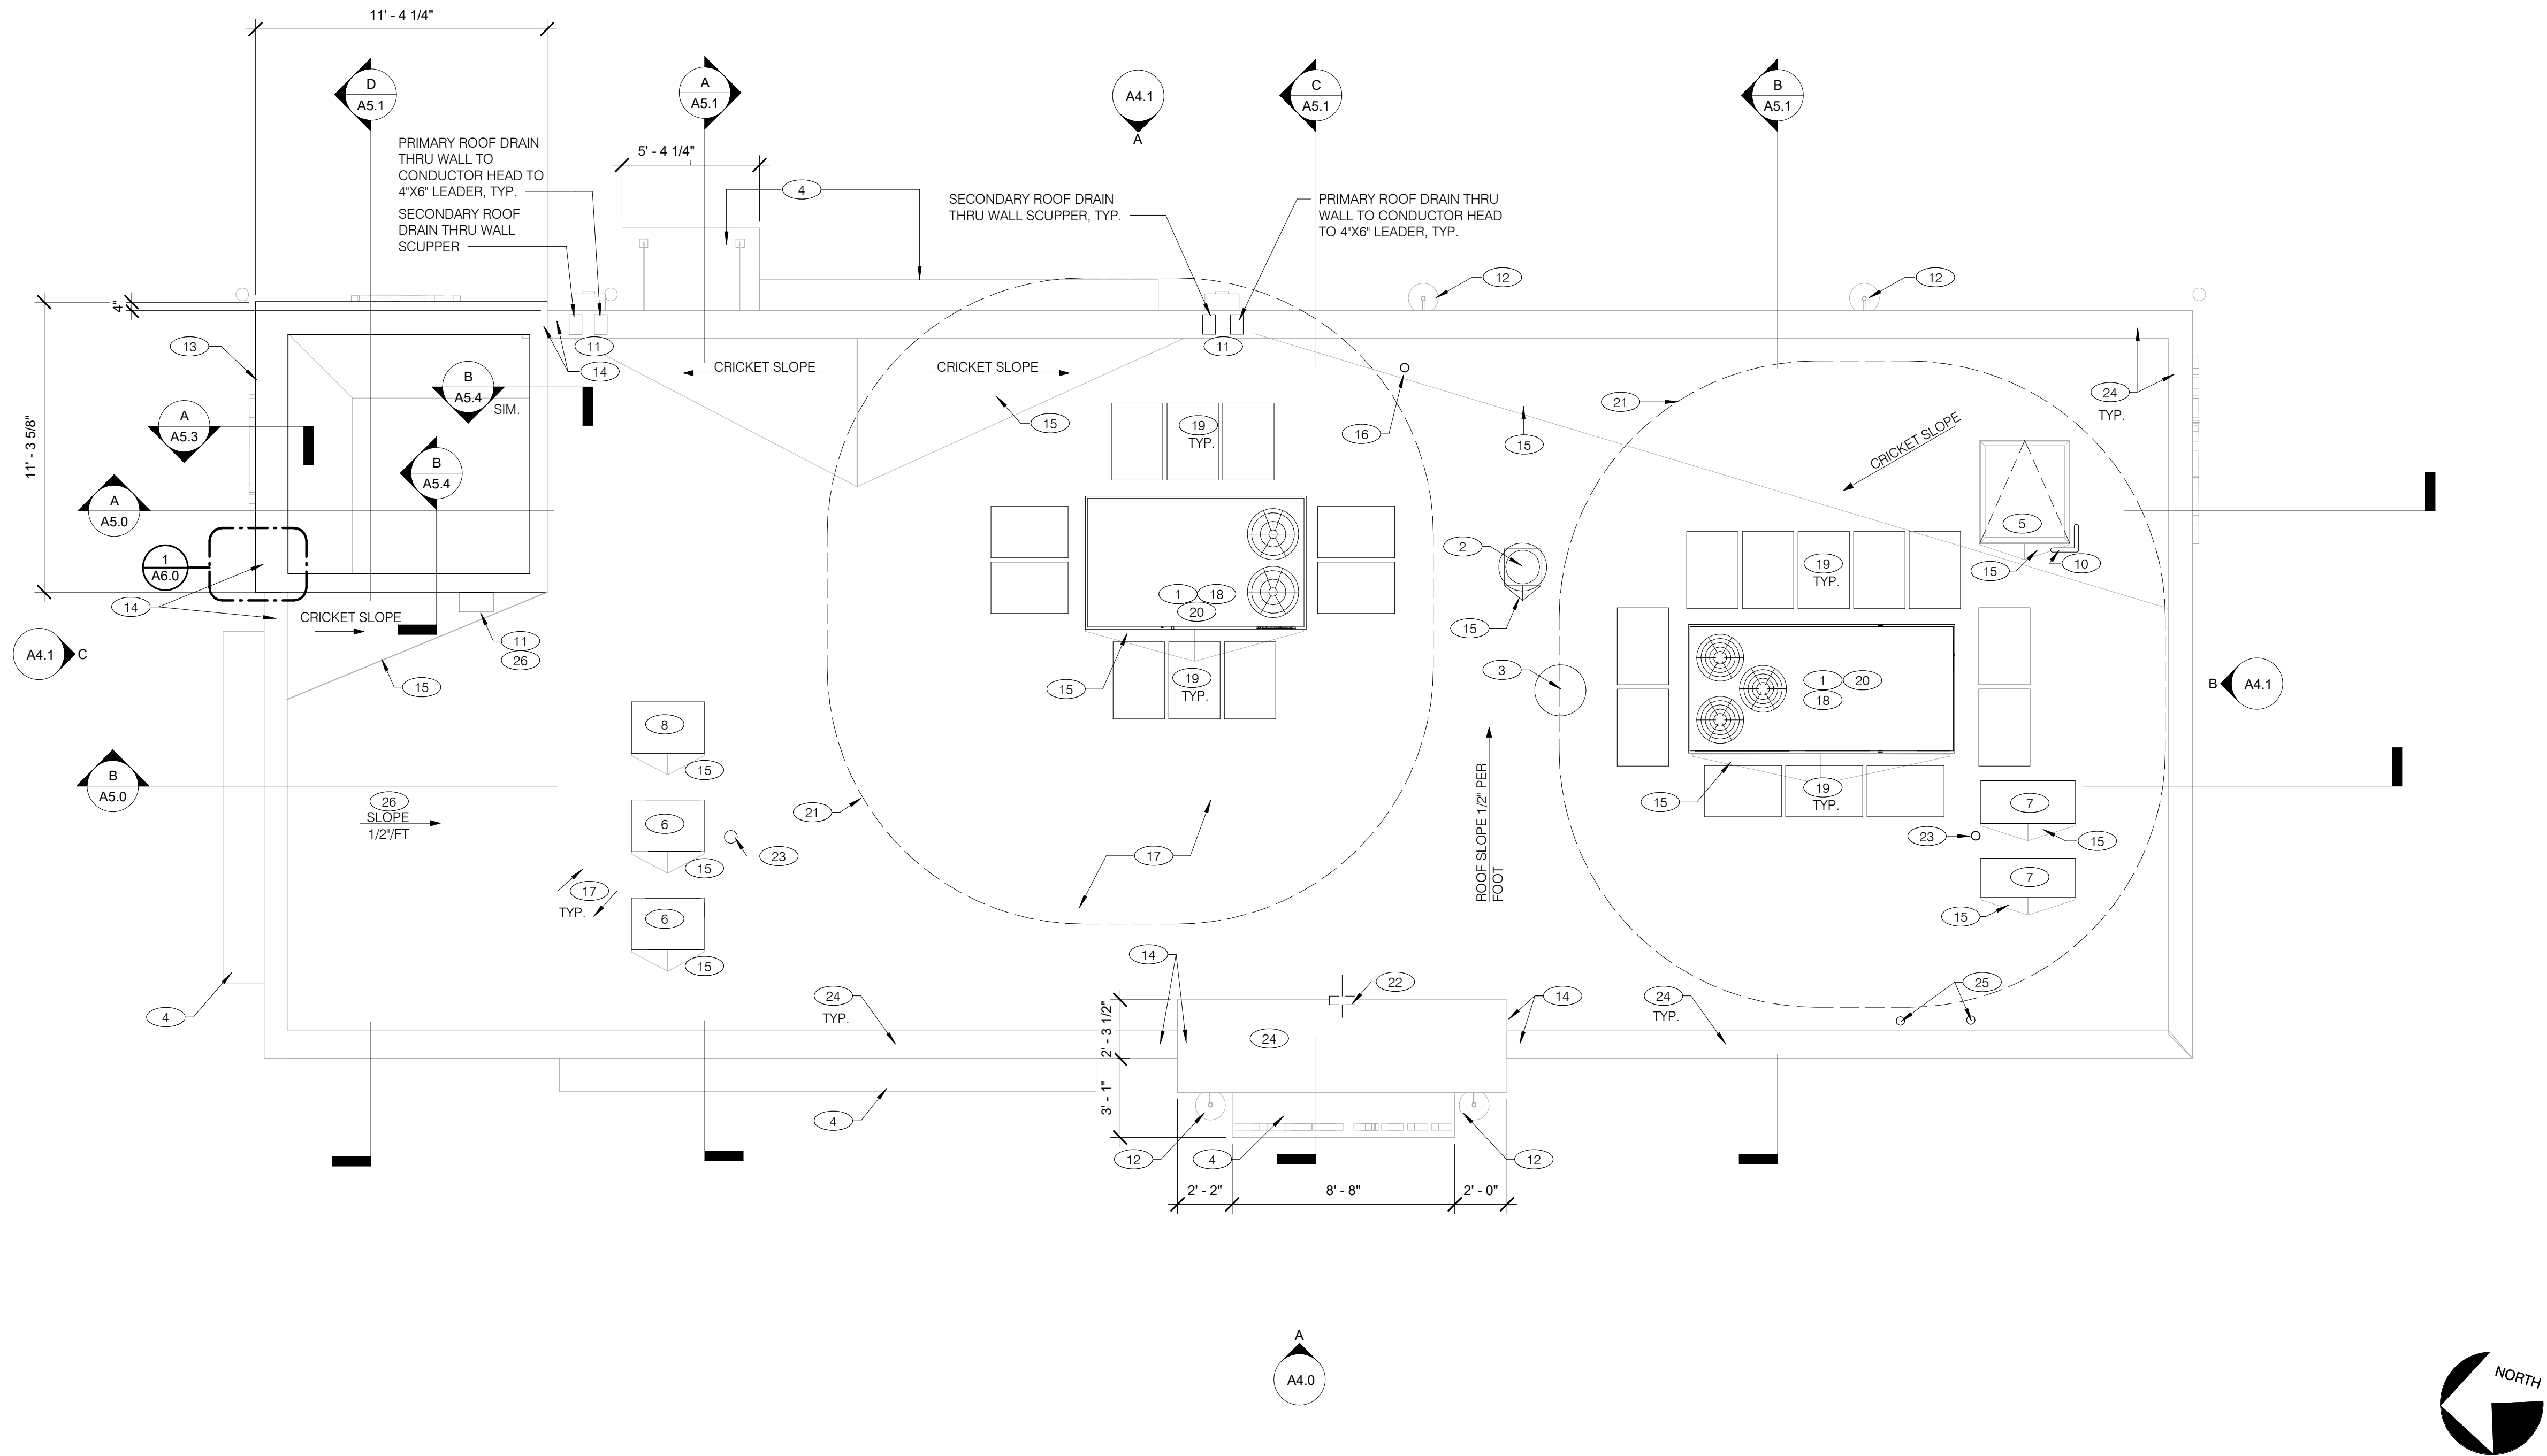 11' - 4 1/4"
D
A5.1
A
A5.1
A4.1
A
C
A5.1
B
A5.1
PRIMARY ROOF DRAIN
THRU WALL TO
CONDUCTOR HEAD TO
4"X6" LEADER, TYP.
SECONDARY ROOF
DRAIN THRU WALL
SCUPPER
5' - 4 1/4"
4
SECONDARY ROOF DRAIN
THRU WALL SCUPPER, TYP.
PRIMARY ROOF DRAIN THRU
WALL TO CONDUCTOR HEAD
TO 4"X6" LEADER, TYP.
12
12
4"
13
11
14
11
CRICKET SLOPE
CRICKET SLOPE
B
A5.4
SIM.
A
A5.3
11' - 3 5/8"
B
A5.4
A
A5.0
1
A6.0
14
CRICKET SLOPE
11
26
15
A4.1
C
15
19
TYP.
16
15
21
24
TYP.
CRICKET SLOPE
5
15
10
2
15
3
1
18
20
15
19
TYP.
19
TYP.
1
20
18
15
19
TYP.
B
A4.1
8
15
6
15
6
15
23
B
A5.0
26
SLOPE
1/2"/FT
17
TYP.
21
17
ROOF SLOPE 1/2" PER
FOOT
7
23
15
7
15
4
24
TYP.
14
22
14
24
24
TYP.
25
2' - 3 1/2"
3' - 1"
4
12
4
12
2' - 2"
8' - 8"
2' - 0"
A
A4.0
NORTH